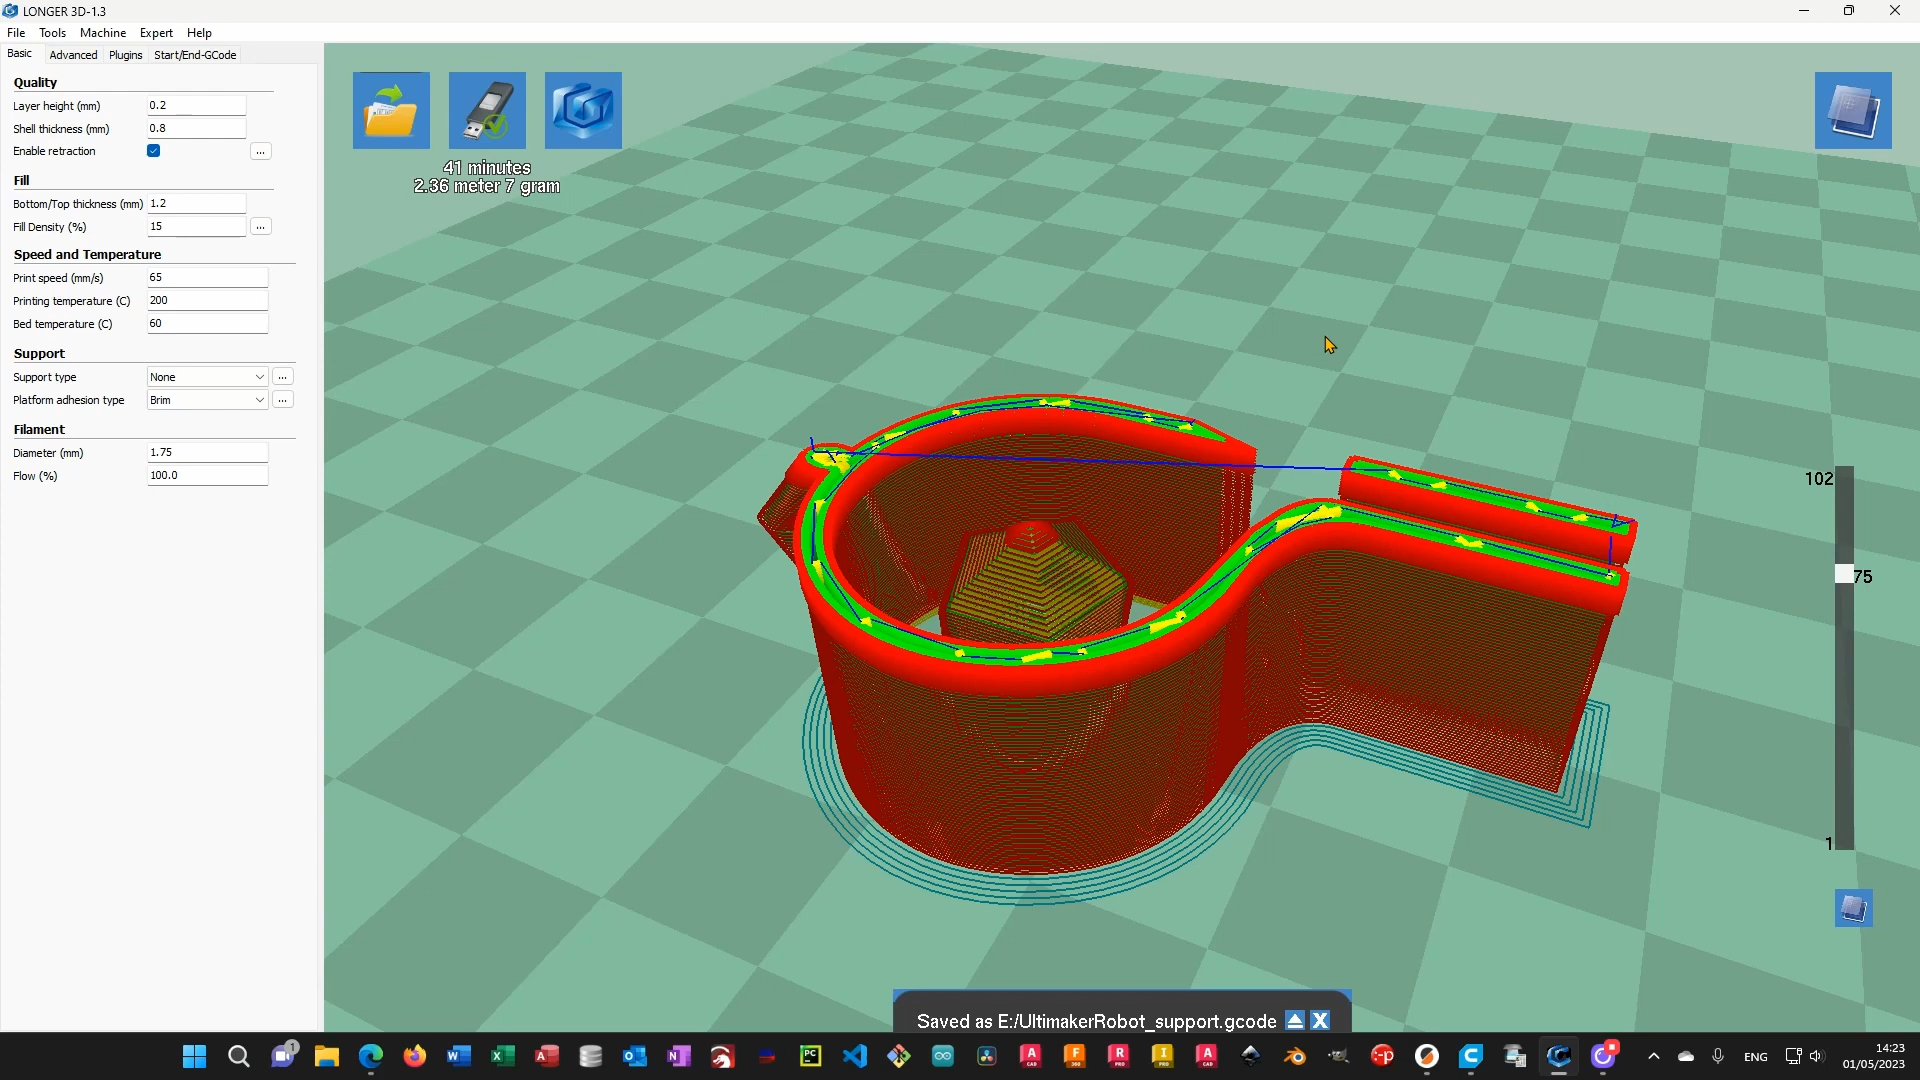 LONGER 3D-1.3
File Tools Machine Expert Help
Basic Advanced Plugins Start/End-GCode
Quality
Layer height (mm) 0.2
Shell thickness (mm) 0.8
Enable retraction ...
Fill
Bottom/Top thickness (mm) 1.2
Fill Density (%) 15 ...
Speed and Temperature
Print speed (mm/s) 65
Printing temperature (C) 200
Bed temperature (C) 60
Support
Support type None ...
Platform adhesion type Brim ...
Filament
Diameter (mm) 1.75
Flow (%) 100.0
41 minutes
2.36 meter 7 gram
102
75
1
Saved as E:/UltimakerRobot_support.gcode X
ENG
14:23
01/05/2023